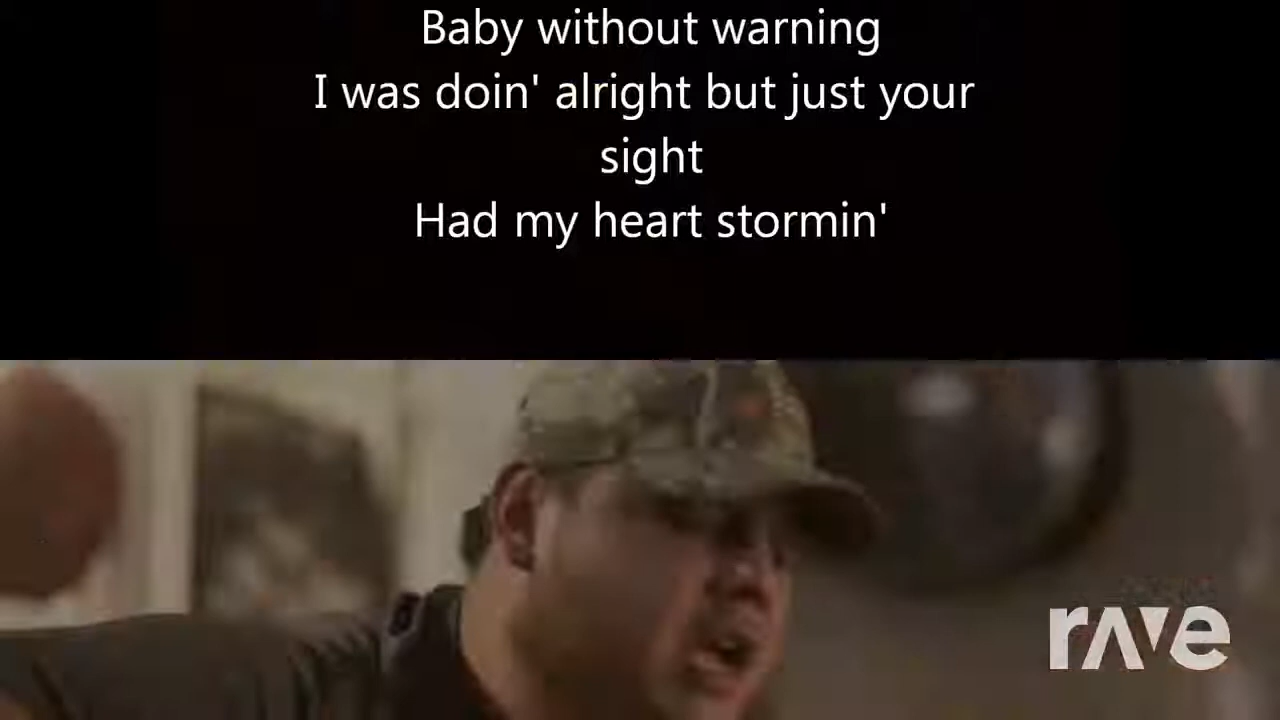 Baby without warning
I was doin' alright but just your
sight
Had my heart stormin'
rave